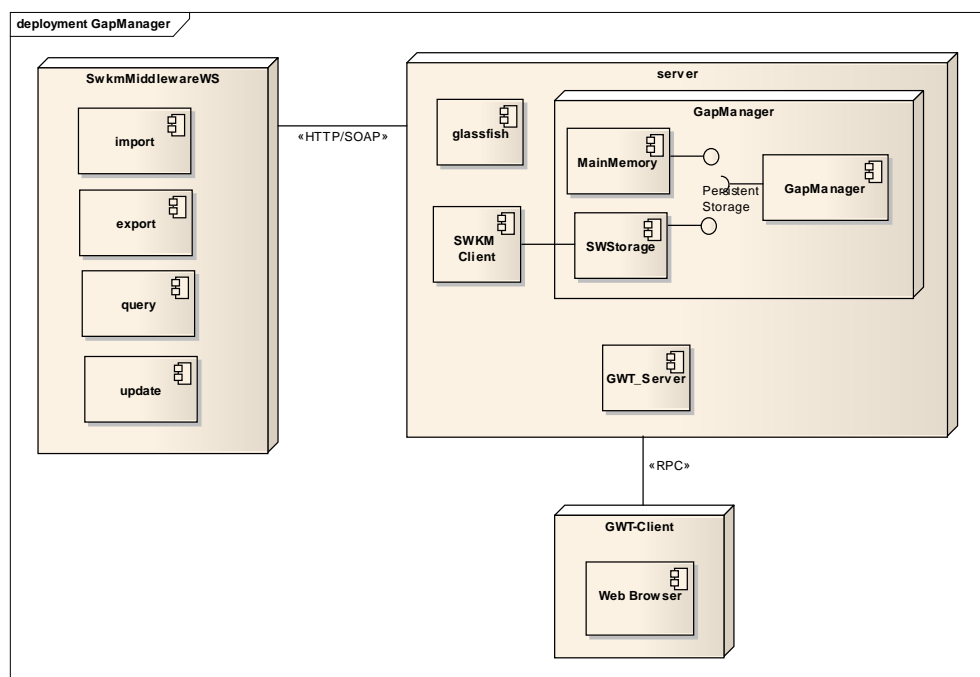 deployment GapManager
SwkmMiddlewareWS
import
export
query
update
«HTTP/SOAP»
server
glassfish
SWKM
Client
GapManager
MainMemory
SWStorage
Persistent
Storage
GapManager
GWT_Server
«RPC»
GWT-Client
Web Browser